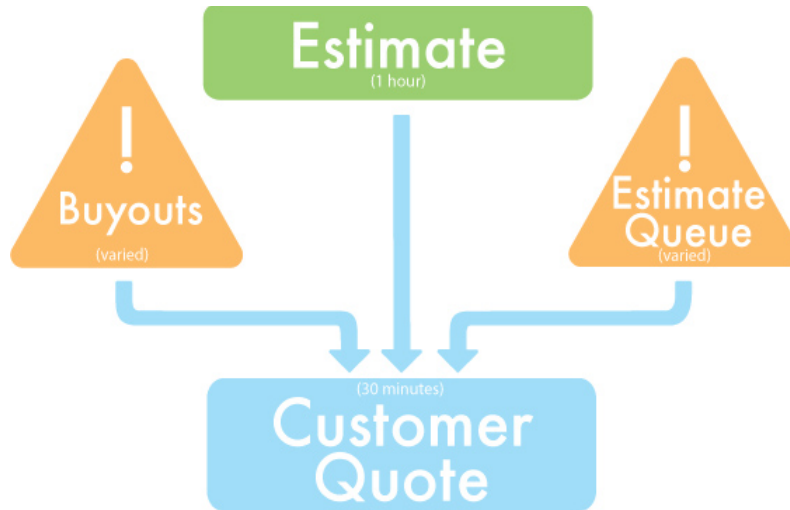 Estimate
(1 hour)
!
Buyouts
(varied)
!
Estimate
Queue
(varied)
(30 minutes)
Customer
Quote